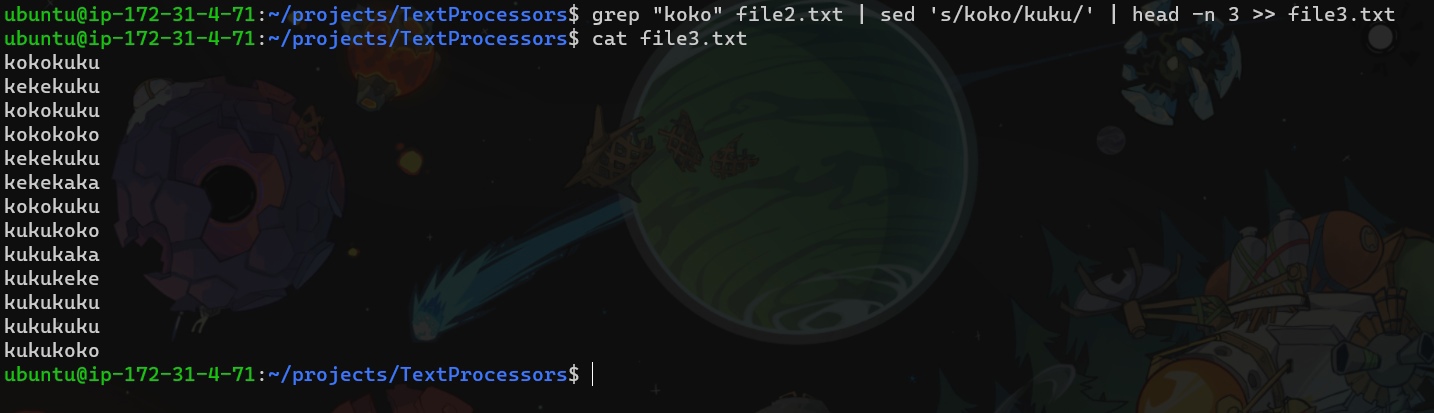 ubuntu@ip-172-31-4-71:~/projects/TextProcessors$ grep "koko" file2.txt | sed 's/koko/kuku/' | head -n 3 >> file3.txt
ubuntu@ip-172-31-4-71:~/projects/TextProcessors$ cat file3.txt
kokokuku
kekekuku
kokokuku
kokokoko
kekekuku
kekekaka
kokokuku
kukukoko
kukukaka
kukukeke
kukukuku
kukukuku
kukukoko
ubuntu@ip-172-31-4-71:~/projects/TextProcessors$